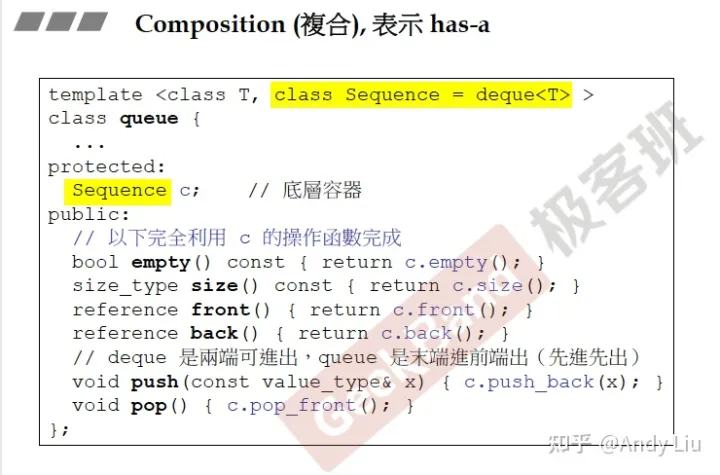 Composition (複合), 表示 has-a
template <class T, class Sequence = deque<T> >
class queue {
  ...
protected:
  Sequence c;    // 底層容器
public:
  // 以下完全利用 c 的操作函數完成
  bool empty() const { return c.empty(); }
  size_type size() const { return c.size(); }
  reference front() { return c.front(); }
  reference back() { return c.back(); }
  // deque 是兩端可進出，queue 是末端進前端出（先進先出）
  void push(const value_type& x) { c.push_back(x); }
  void pop() { c.pop_front(); }
};
GeekBand 极客班
知乎 @Andy Liu